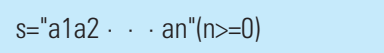 s="a1a2 · · · an"(n>=0)